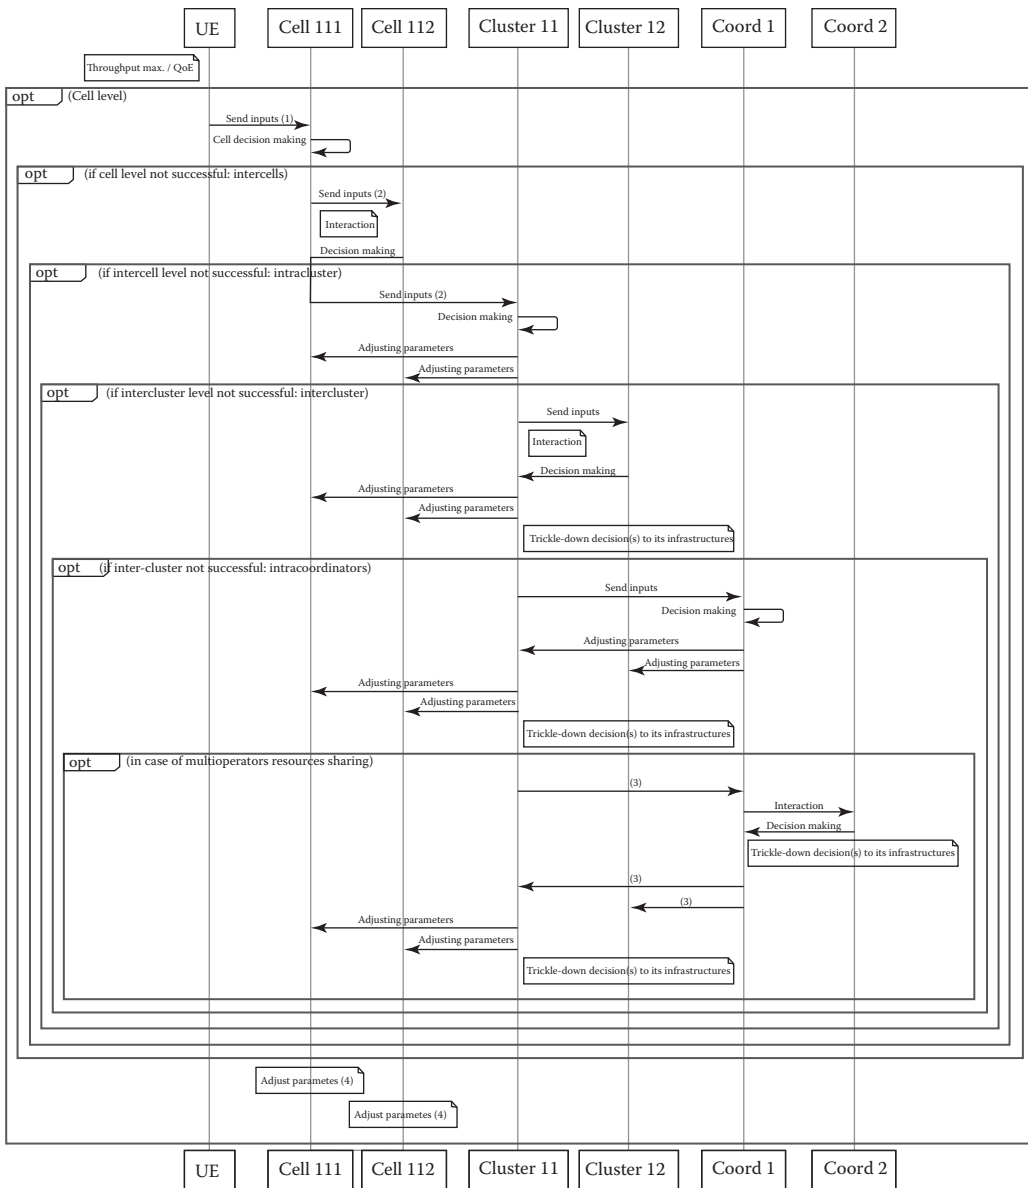 UE
Cell 111
Cell 112
Cluster 11
Cluster 12
Coord 1
Coord 2
Throughput max. / QoE
opt
(Cell level)
Send inputs (1)
Cell decision making
opt
(if cell level not successful: intercells)
Send inputs (2)
Interaction
Decision making
opt
(if intercell level not successful: intracluster)
Send inputs (2)
Decision making
Adjusting parameters
Adjusting parameters
opt
(if intercluster level not successful: intercluster)
Send inputs
Interaction
Decision making
Adjusting parameters
Adjusting parameters
Trickle-down decision(s) to its infrastructures
opt
(if inter-cluster not successful: intracoordinators)
Send inputs
Decision making
Adjusting parameters
Adjusting parameters
Adjusting parameters
Adjusting parameters
Trickle-down decision(s) to its infrastructures
opt
(in case of multioperators resources sharing)
(3)
Interaction
Decision making
Trickle-down decision(s) to its infrastructures
(3)
(3)
Adjusting parameters
Adjusting parameters
Trickle-down decision(s) to its infrastructures
Adjust parametes (4)
Adjust parametes (4)
UE
Cell 111
Cell 112
Cluster 11
Cluster 12
Coord 1
Coord 2